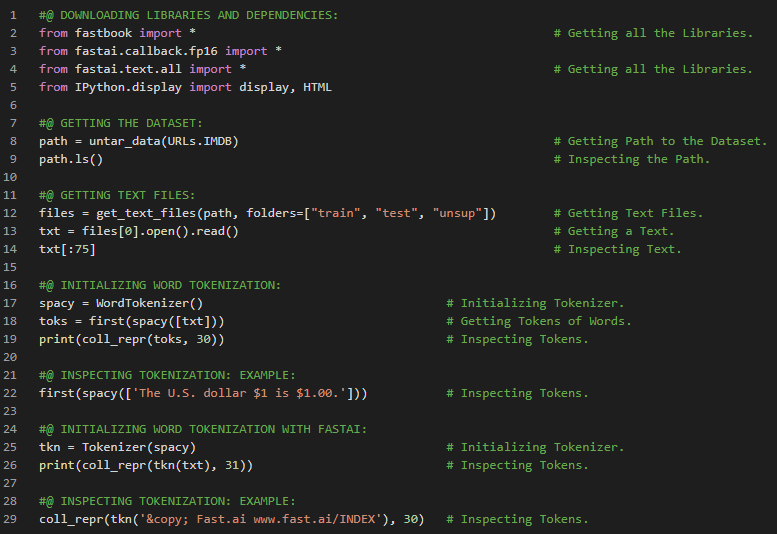 1 #@ DOWNLOADING LIBRARIES AND DEPENDENCIES:
2 from fastbook import * # Getting all the Libraries.
3 from fastai.callback.fp16 import *
4 from fastai.text.all import * # Getting all the Libraries.
5 from IPython.display import display, HTML
6
7 #@ GETTING THE DATASET:
8 path = untar_data(URLs.IMDB) # Getting Path to the Dataset.
9 path.ls() # Inspecting the Path.
10
11 #@ GETTING TEXT FILES:
12 files = get_text_files(path, folders=["train", "test", "unsup"]) # Getting Text Files.
13 txt = files[0].open().read() # Getting a Text.
14 txt[:75] # Inspecting Text.
15
16 #@ INITIALIZING WORD TOKENIZATION:
17 spacy = WordTokenizer() # Initializing Tokenizer.
18 toks = first(spacy([txt])) # Getting Tokens of Words.
19 print(coll_repr(toks, 30)) # Inspecting Tokens.
20
21 #@ INSPECTING TOKENIZATION: EXAMPLE:
22 first(spacy(['The U.S. dollar $1 is $1.00.'])) # Inspecting Tokens.
23
24 #@ INITIALIZING WORD TOKENIZATION WITH FASTAI:
25 tkn = Tokenizer(spacy) # Initializing Tokenizer.
26 print(coll_repr(tkn(txt), 31)) # Inspecting Tokens.
27
28 #@ INSPECTING TOKENIZATION: EXAMPLE:
29 coll_repr(tkn('&copy; Fast.ai www.fast.ai/INDEX'), 30) # Inspecting Tokens.